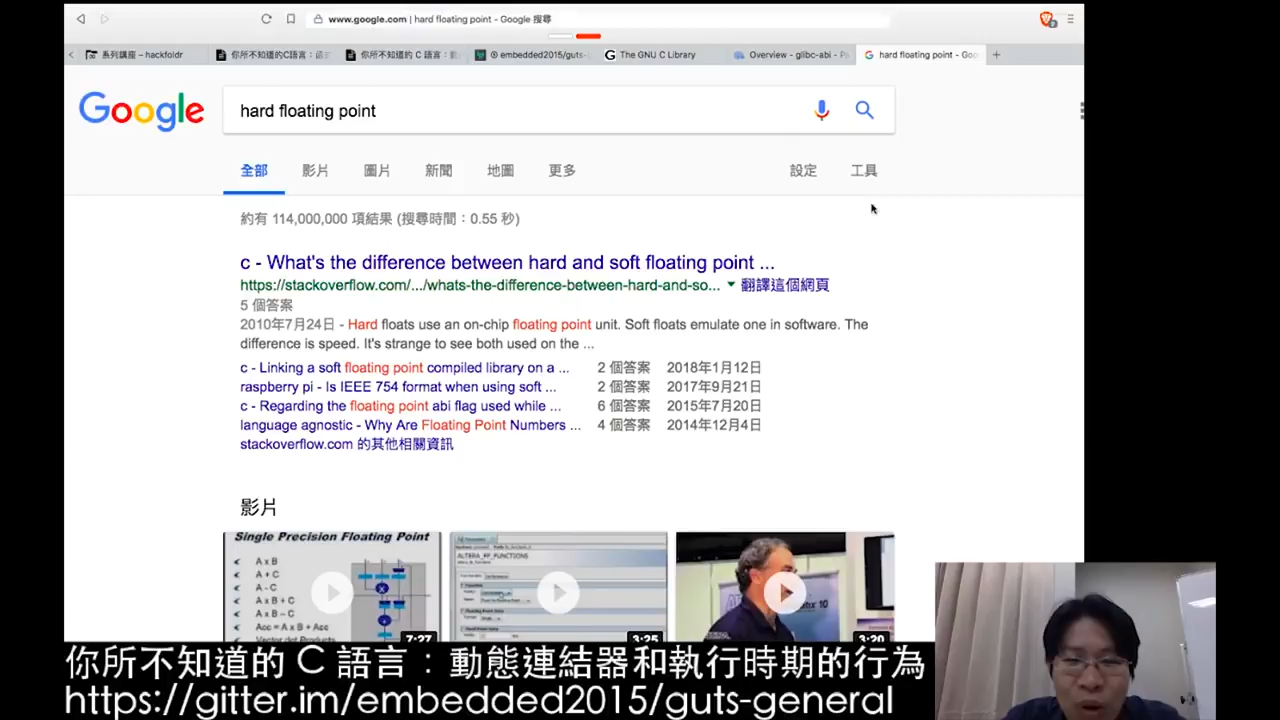 www.google.com | hard floating point - Google 搜尋
系列講座 – hackfoldr
你所不知道的C語言：
你所不知道的 C 語言：動
embedded2015/guts-
The GNU C Library
Overview - glibc-abi -
hard floating point - Goo
Google
hard floating point
全部 影片 圖片 新聞 地圖 更多 設定 工具
約有 114,000,000 項結果 (搜尋時間：0.55 秒)
c - What's the difference between hard and soft floating point ...
https://stackoverflow.com/.../whats-the-difference-between-hard-and-so... 翻譯這個網頁
5 個答案
2010年7月24日 - Hard floats use an on-chip floating point unit. Soft floats emulate one in software. The
difference is speed. It's strange to see both used on the ...
c - Linking a soft floating point compiled library on a ... 2 個答案 2018年1月12日
raspberry pi - Is IEEE 754 format when using soft ... 2 個答案 2017年9月21日
c - Regarding the floating point abi flag used while ... 6 個答案 2015年7月20日
language agnostic - Why Are Floating Point Numbers ... 4 個答案 2014年12月4日
stackoverflow.com 的其他相關資訊
影片
Single Precision Floating Point
A x B
A + C
A - C
A x B + C
A x B – C
Acc = A x B + Acc
Vector dot Products
7:27
ALTERA_FP_FUNCTIONS
3:25
3:20
你所不知道的 C 語言：動態連結器和執行時期的行為
https://gitter.im/embedded2015/guts-general